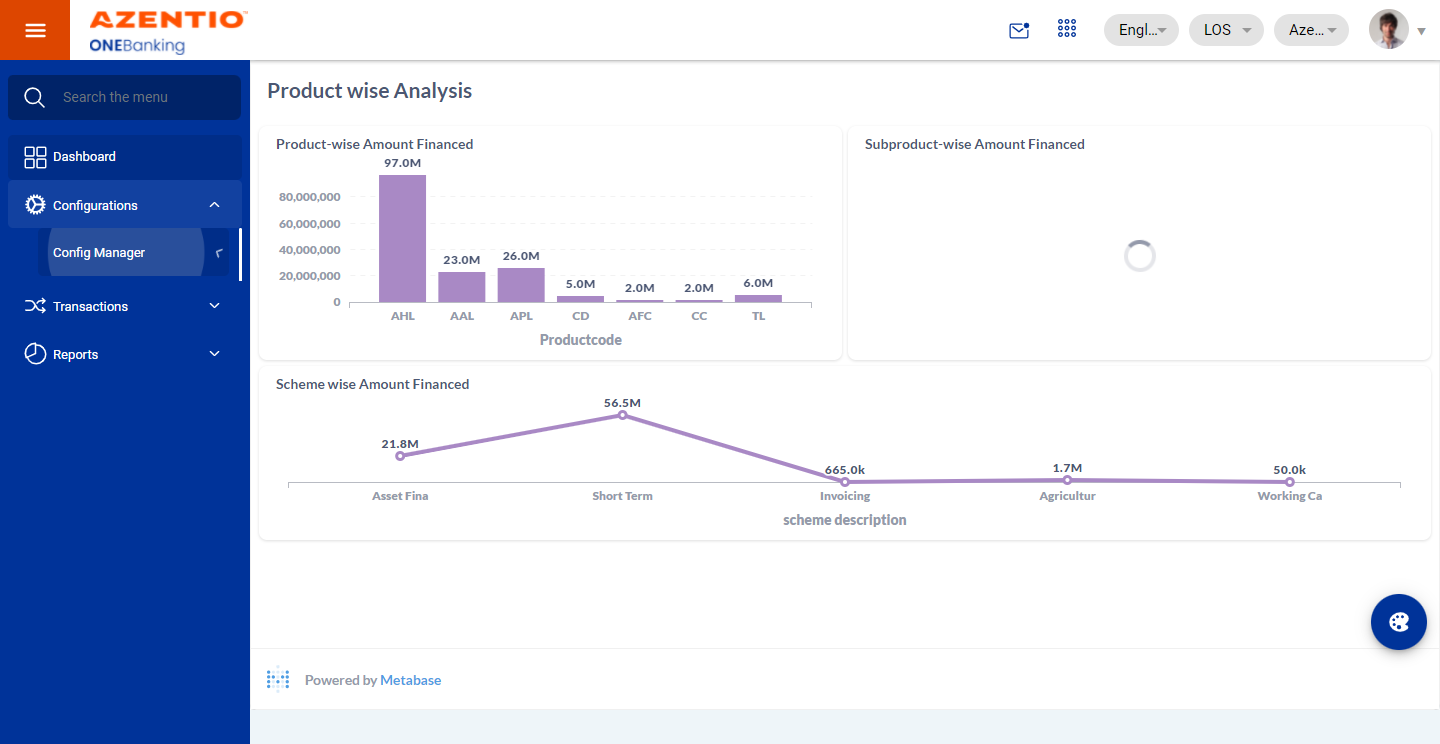 AZENTIO™
ONEBanking
Engl...
LOS
Aze...
Search the menu
Dashboard
Configurations
Config Manager
Transactions
Reports
Product wise Analysis
Product-wise Amount Financed
97.0M
80,000,000
60,000,000
40,000,000
20,000,000
0
23.0M
26.0M
5.0M
2.0M
2.0M
6.0M
AHL AAL APL CD AFC CC TL
Productcode
Subproduct-wise Amount Financed
Scheme wise Amount Financed
56.5M
21.8M
665.0k
1.7M
50.0k
Asset Fina Short Term Invoicing Agricultur Working Ca
scheme description
Powered by Metabase